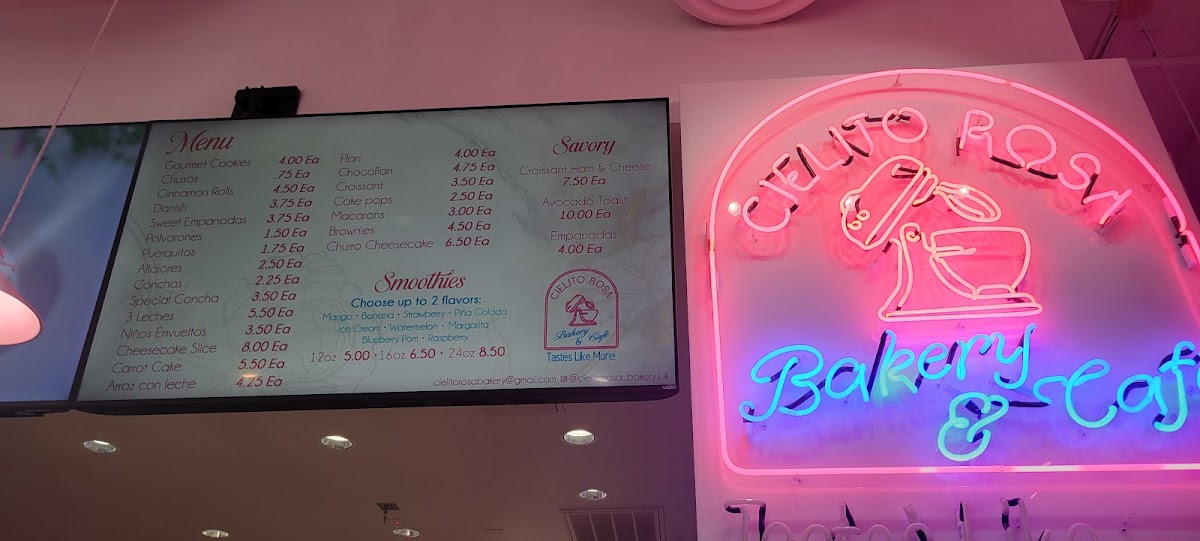 Menu
Gourmet Cookies 4.00 Ea
Churros .75 Ea
Cinnamon Rolls 4.50 Ea
Danish 3.75 Ea
Sweet Empanadas 3.75 Ea
Polvorones 1.50 Ea
Puerquitos 1.75 Ea
Alfajores 2.50 Ea
Conchas 2.25 Ea
Special Concha 3.50 Ea
3 Leches 5.50 Ea
Niños Envueltos 3.50 Ea
Cheesecake Slice 8.00 Ea
Carrot Cake 5.50 Ea
Arroz con leche 4.25 Ea
Flan 4.00 Ea
Chocoflan 4.75 Ea
Croissant 3.50 Ea
Cake pops 2.50 Ea
Macarons 3.00 Ea
Brownies 4.50 Ea
Churro Cheesecake 6.50 Ea
Smoothies
Choose up to 2 flavors:
Mango • Banana • Strawberry • Piña Colada
Ice Cream • Watermelon • Margarita
Blueberry Pom • Raspberry
12oz 5.00 • 16oz 6.50 • 24oz 8.50
Savory
Croissant Ham & Cheese
7.50 Ea
Avocado Toast
10.00 Ea
Empanadas
4.00 Ea
CIELITO ROSA
Bakery
& Café
Tastes Like More!
cielitorosabakery@gmai.com @cielitorosa_bakery14
VIZIO
CIELITO ROSA
Bakery
& Café